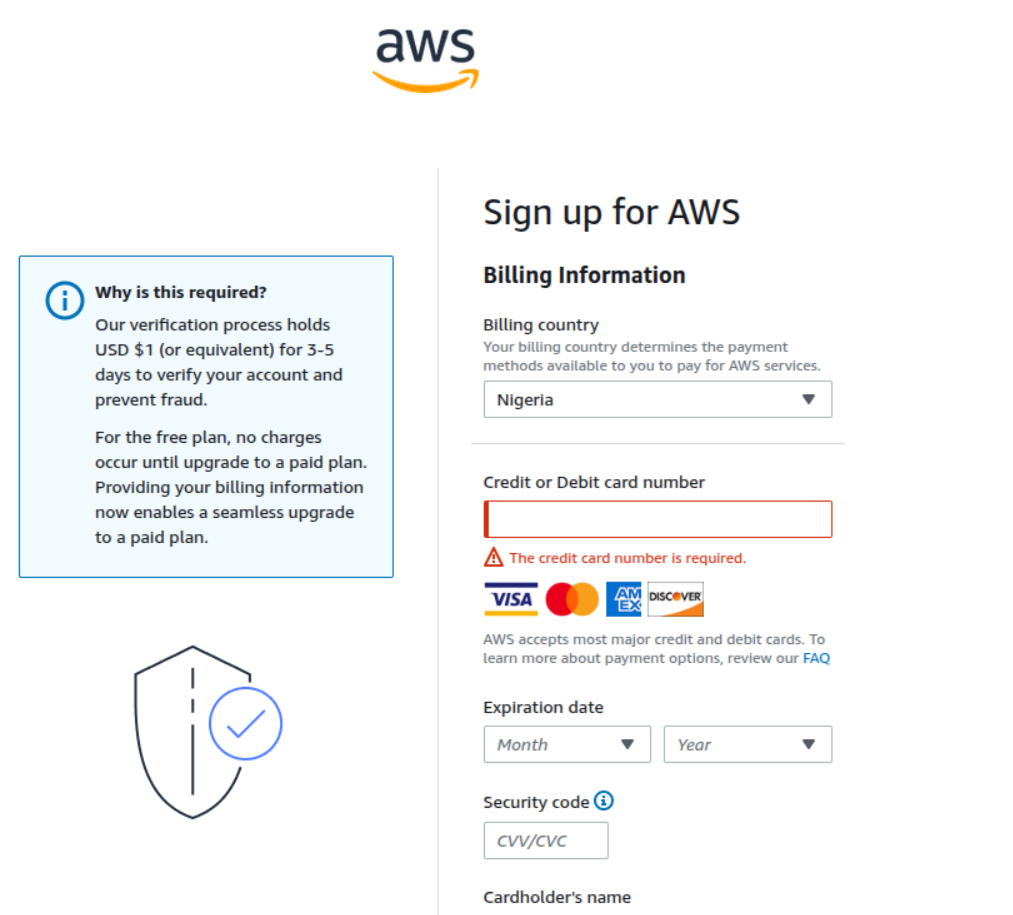 aws
Sign up for AWS
Why is this required?
Our verification process holds
USD $1 (or equivalent) for 3-5
days to verify your account and
prevent fraud.
For the free plan, no charges
occur until upgrade to a paid plan.
Providing your billing information
now enables a seamless upgrade
to a paid plan.
Billing Information
Billing country
Your billing country determines the payment
methods available to you to pay for AWS services.
Nigeria
Credit or Debit card number
The credit card number is required.
VISA AM EX DISCOVER
AWS accepts most major credit and debit cards. To
learn more about payment options, review our FAQ
Expiration date
Month Year
Security code
CVV/CVC
Cardholder's name